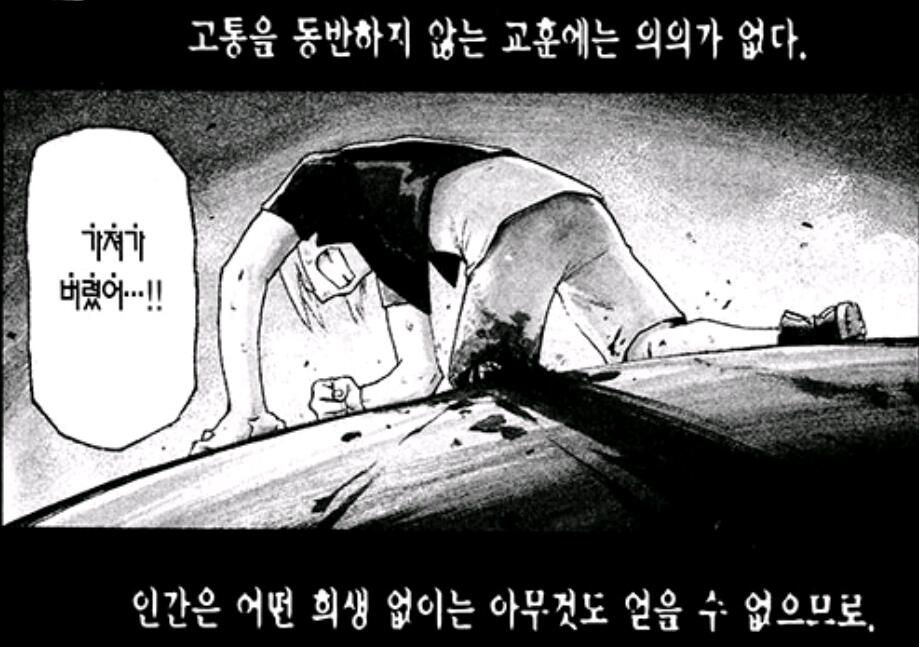 고통을 동반하지 않는 교훈에는 의의가 없다.
가져가
버렸어…!!
인간은 어떤 희생 없이는 아무것도 얻을 수 없으므로.